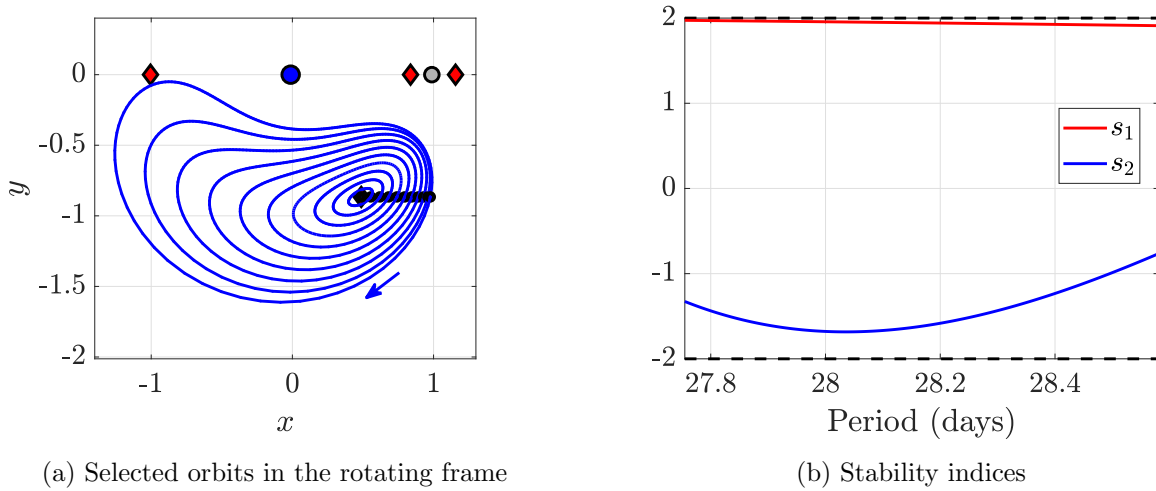 0
-0.5
-1
-1.5
-2
y
-1
0
1
x
(a) Selected orbits in the rotating frame
2
1
0
-1
-2
s₁
s₂
27.8
28
28.2
28.4
Period (days)
(b) Stability indices